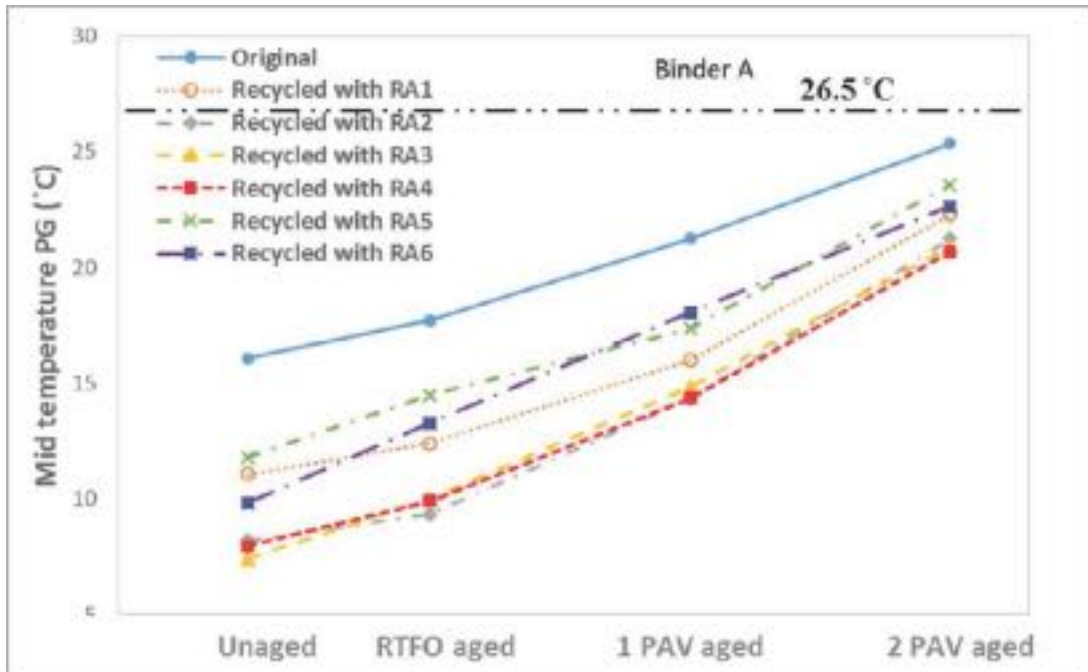 30
25
20
15
10
5
Mid temperature PG (˚C)
Original
Recycled with RA1
Recycled with RA2
Recycled with RA3
Recycled with RA4
Recycled with RA5
Recycled with RA6
Binder A
26.5 ˚C
Unaged
RTFO aged
1 PAV aged
2 PAV aged